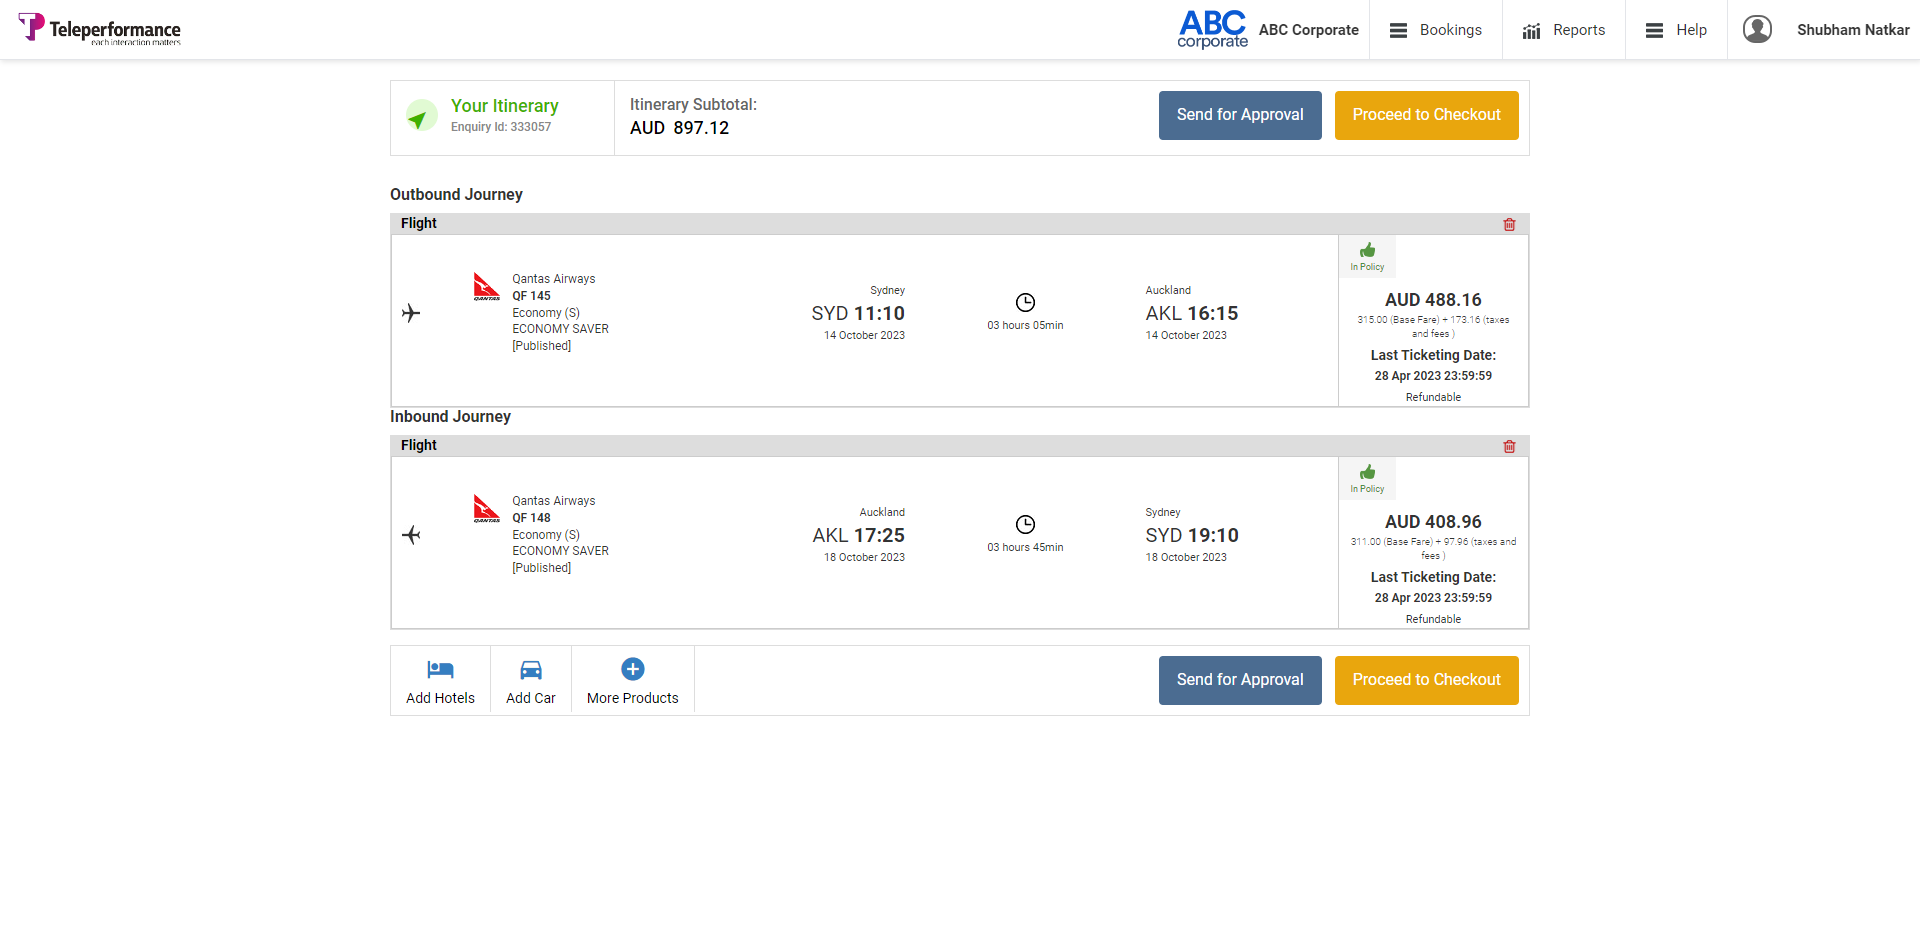 Teleperformance
each interaction matters
ABC
corporate
ABC Corporate
Bookings
Reports
Help
Shubham Natkar
Your Itinerary
Enquiry Id: 333057
Itinerary Subtotal:
AUD 897.12
Send for Approval
Proceed to Checkout
Outbound Journey
Flight
Qantas Airways
QF 145
Economy (S)
ECONOMY SAVER
[Published]
Sydney
SYD 11:10
14 October 2023
03 hours 05min
Auckland
AKL 16:15
14 October 2023
In Policy
AUD 488.16
315.00 (Base Fare) + 173.16 (taxes
and fees )
Last Ticketing Date:
28 Apr 2023 23:59:59
Refundable
Inbound Journey
Flight
Qantas Airways
QF 148
Economy (S)
ECONOMY SAVER
[Published]
Auckland
AKL 17:25
18 October 2023
03 hours 45min
Sydney
SYD 19:10
18 October 2023
In Policy
AUD 408.96
311.00 (Base Fare) + 97.96 (taxes and
fees )
Last Ticketing Date:
28 Apr 2023 23:59:59
Refundable
Add Hotels
Add Car
More Products
Send for Approval
Proceed to Checkout